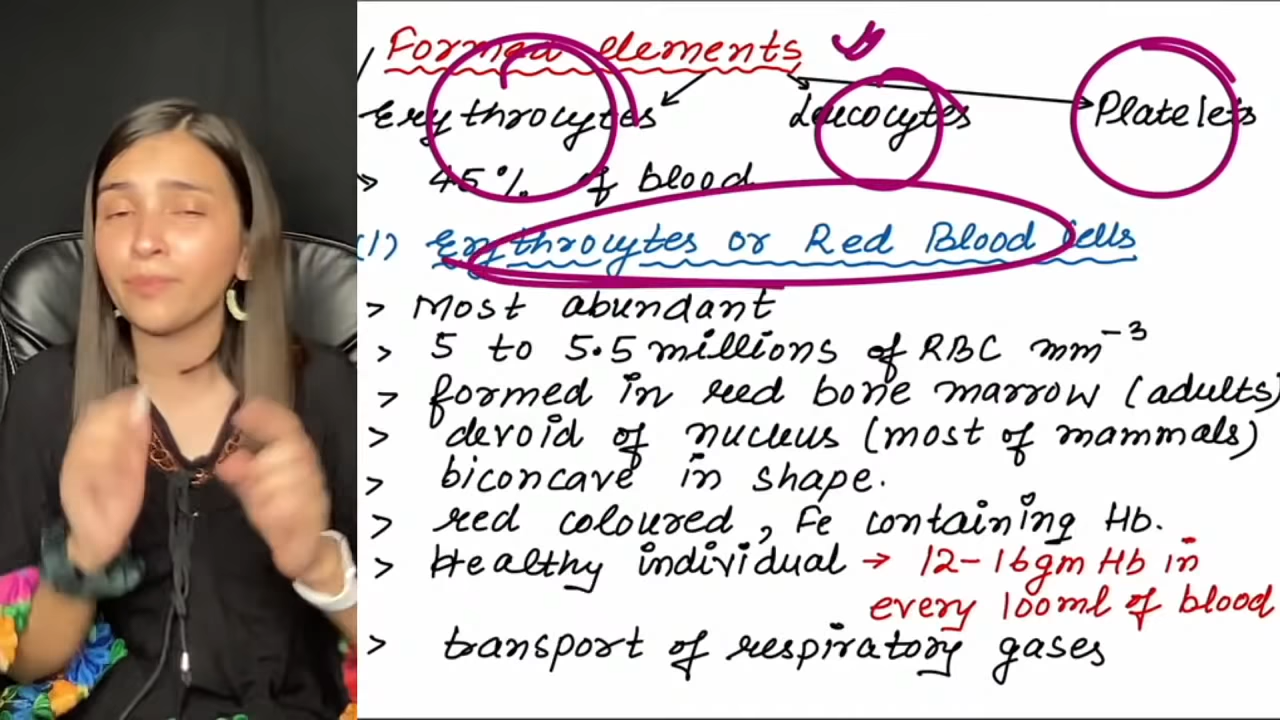 Formed elements
Erythrocytes Leucocytes Platelets
> 45% of blood
(1) Erythrocytes or Red Blood Cells
> Most abundant
> 5 to 5.5 millions of RBC mm⁻³
> formed in red bone marrow (adults)
> devoid of nucleus (most of mammals)
> biconcave in shape.
> red coloured, Fe containing Hb.
> Healthy individual → 12-16gm Hb in
every 100ml of blood
> transport of respiratory gases